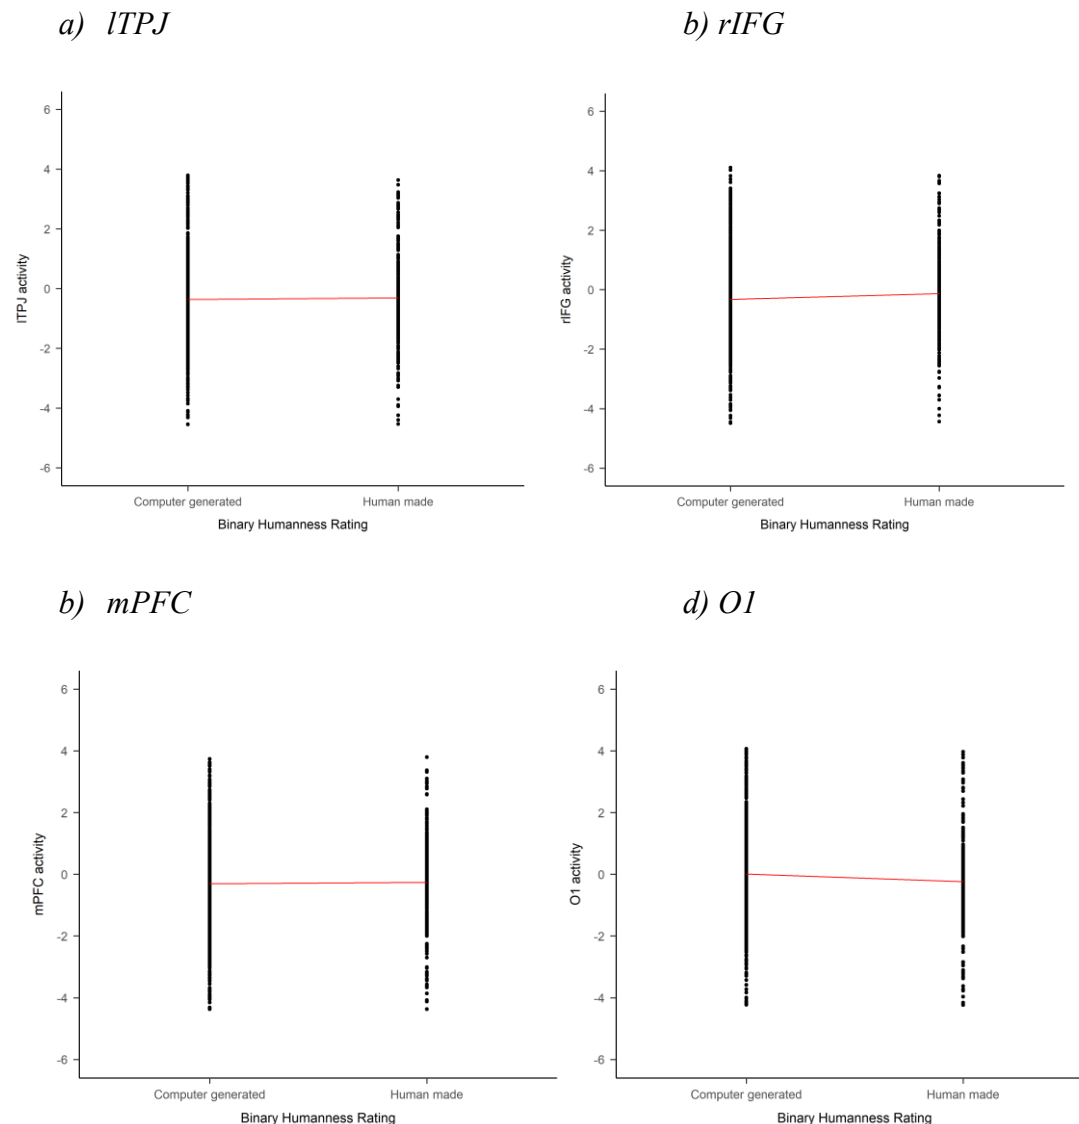 a) lTPJ
6
4
2
0
-2
-4
-6
lTPJ activity
Computer generated
Human made
Binary Humanness Rating
b) rIFG
6
4
2
0
-2
-4
-6
rIFG activity
Computer generated
Human made
Binary Humanness Rating
b) mPFC
6
4
2
0
-2
-4
-6
mPFC activity
Computer generated
Human made
Binary Humanness Rating
d) O1
6
4
2
0
-2
-4
-6
O1 activity
Computer generated
Human made
Binary Humanness Rating